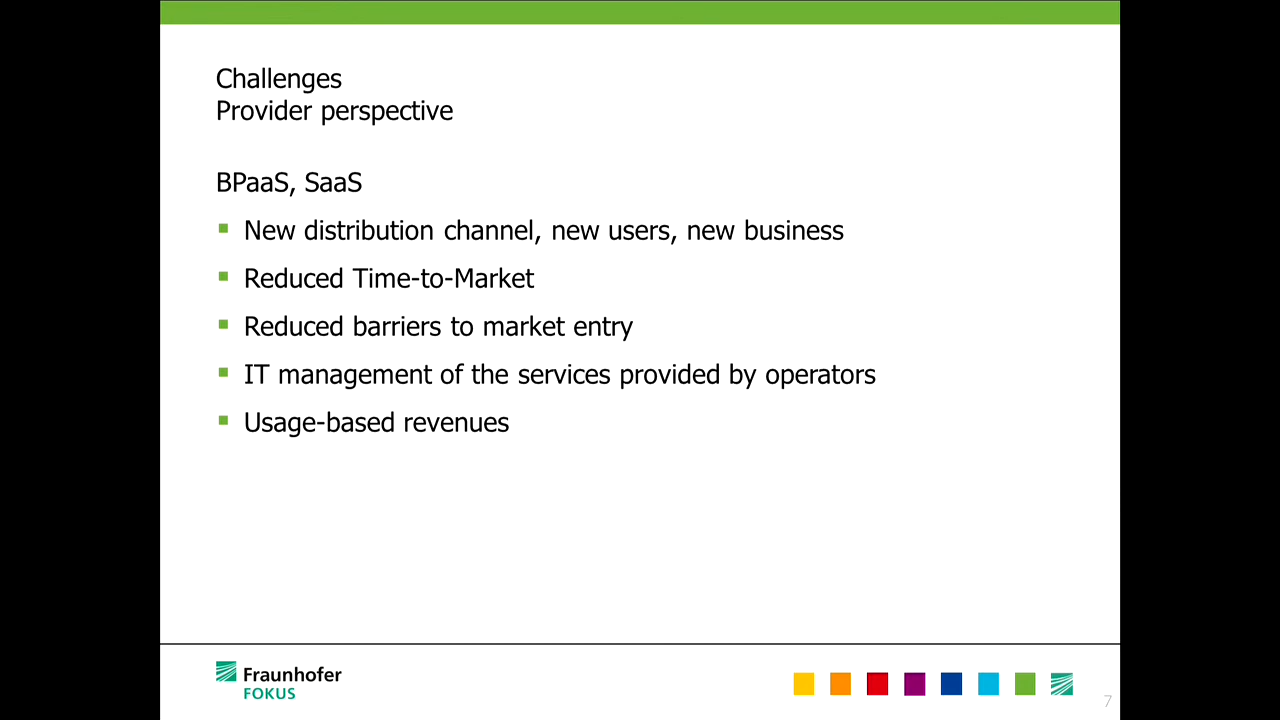 Challenges
Provider perspective
BPaaS, SaaS
New distribution channel, new users, new business
Reduced Time-to-Market
Reduced barriers to market entry
IT management of the services provided by operators
Usage-based revenues
Fraunhofer
FOKUS
7